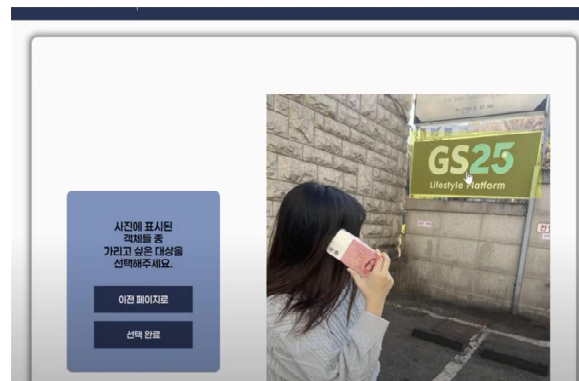 사진에 표시된
객체들 중
가리고 싶은 대상을
선택해주세요.
이전 페이지로
선택 완료
GS25
Lifestyle Platform